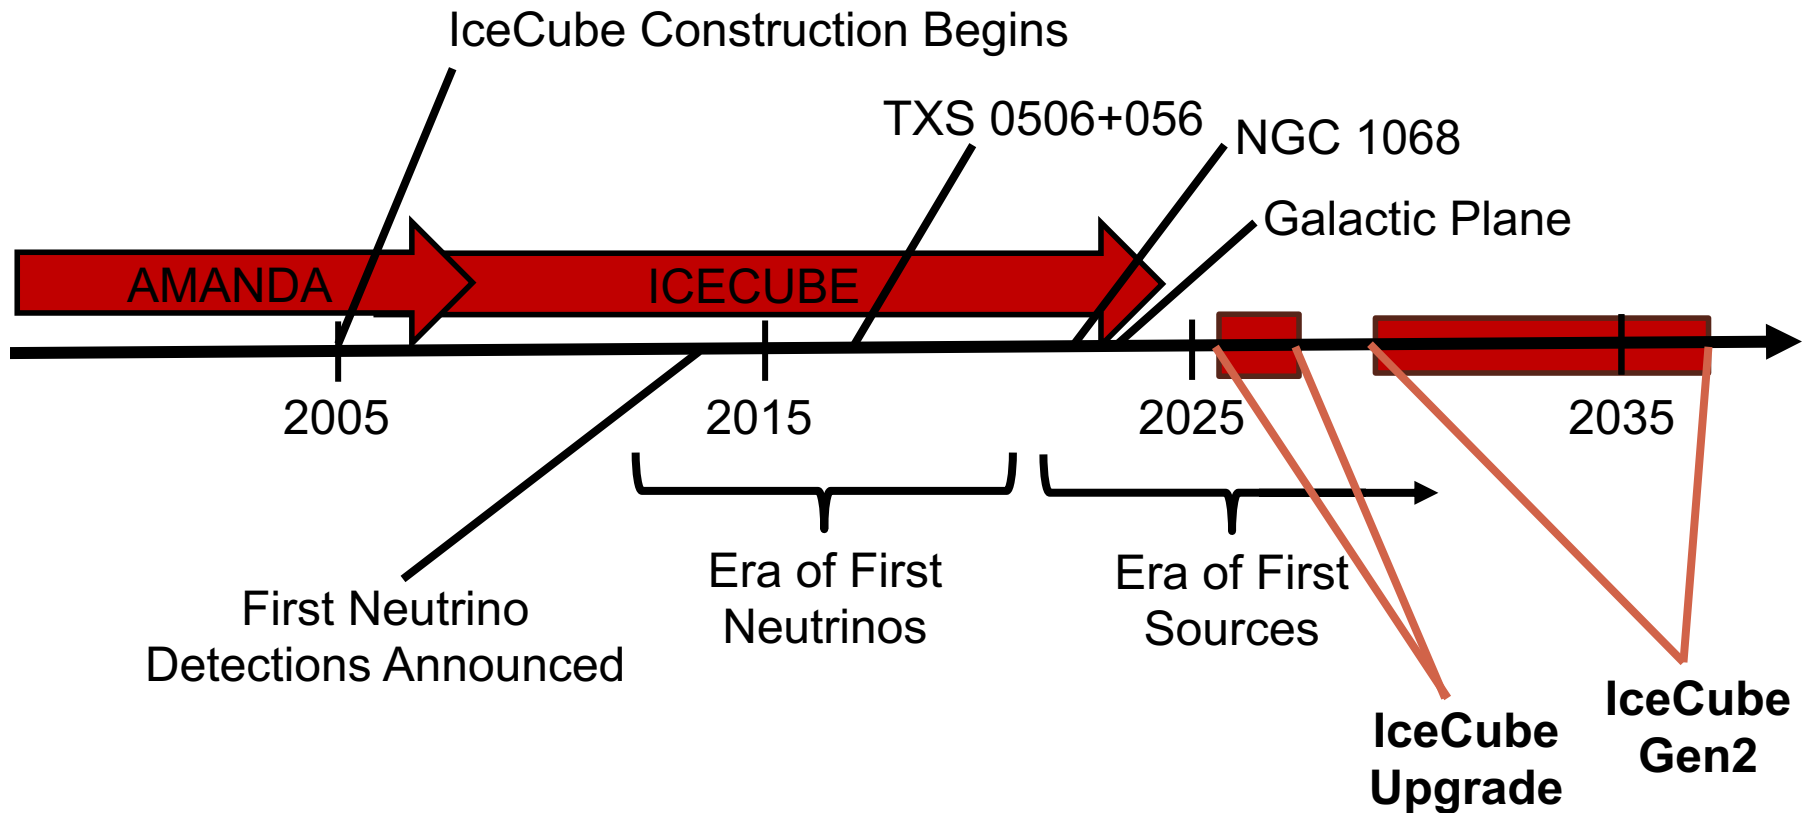 IceCube Construction Begins
TXS 0506+056
NGC 1068
Galactic Plane
AMANDA
ICECUBE
2005
2015
2025
2035
Era of First
Neutrinos
Era of First
Sources
First Neutrino
Detections Announced
IceCube
Upgrade
IceCube
Gen2